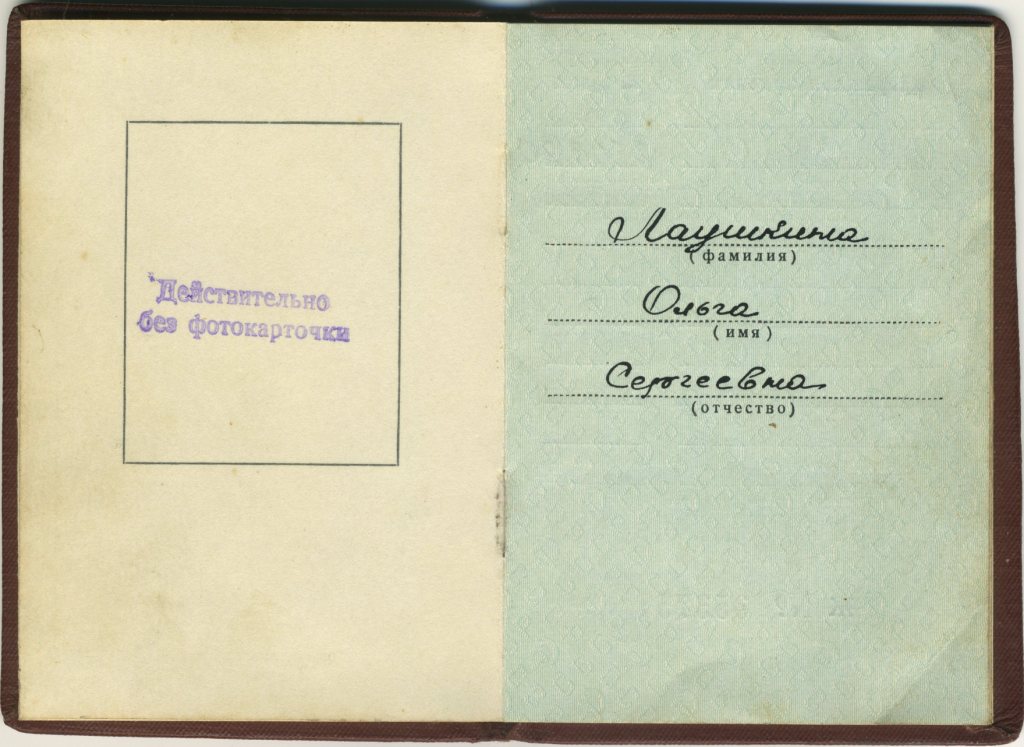 Действительно
без фотокарточки
Лаушкина
(фамилия)
Ольга
(имя)
Сергеевна
(отчество)